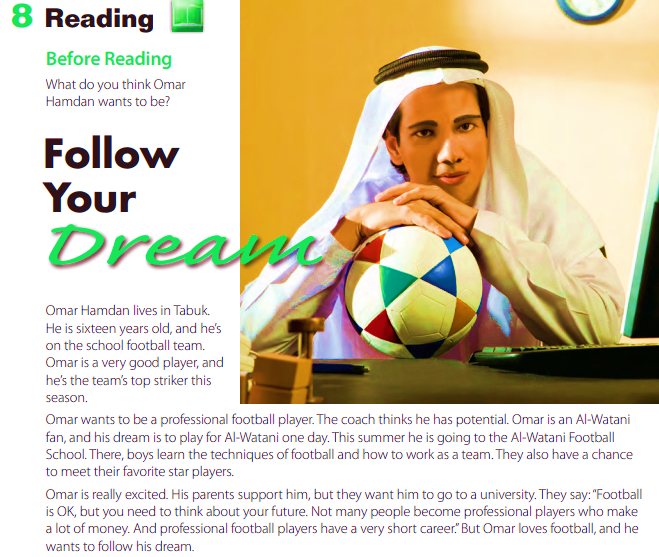 8 Reading
Before Reading
What do you think Omar
Hamdan wants to be?
Follow
Your
Dream
Omar Hamdan lives in Tabuk.
He is sixteen years old, and he's
on the school football team.
Omar is a very good player, and
he's the team's top striker this
season.
Omar wants to be a professional football player. The coach thinks he has potential. Omar is an Al-Watani
fan, and his dream is to play for Al-Watani one day. This summer he is going to the Al-Watani Football
School. There, boys learn the techniques of football and how to work as a team. They also have a chance
to meet their favorite star players.
Omar is really excited. His parents support him, but they want him to go to a university. They say: “Football
is OK, but you need to think about your future. Not many people become professional players who make
a lot of money. And professional football players have a very short career.” But Omar loves football, and he
wants to follow his dream.